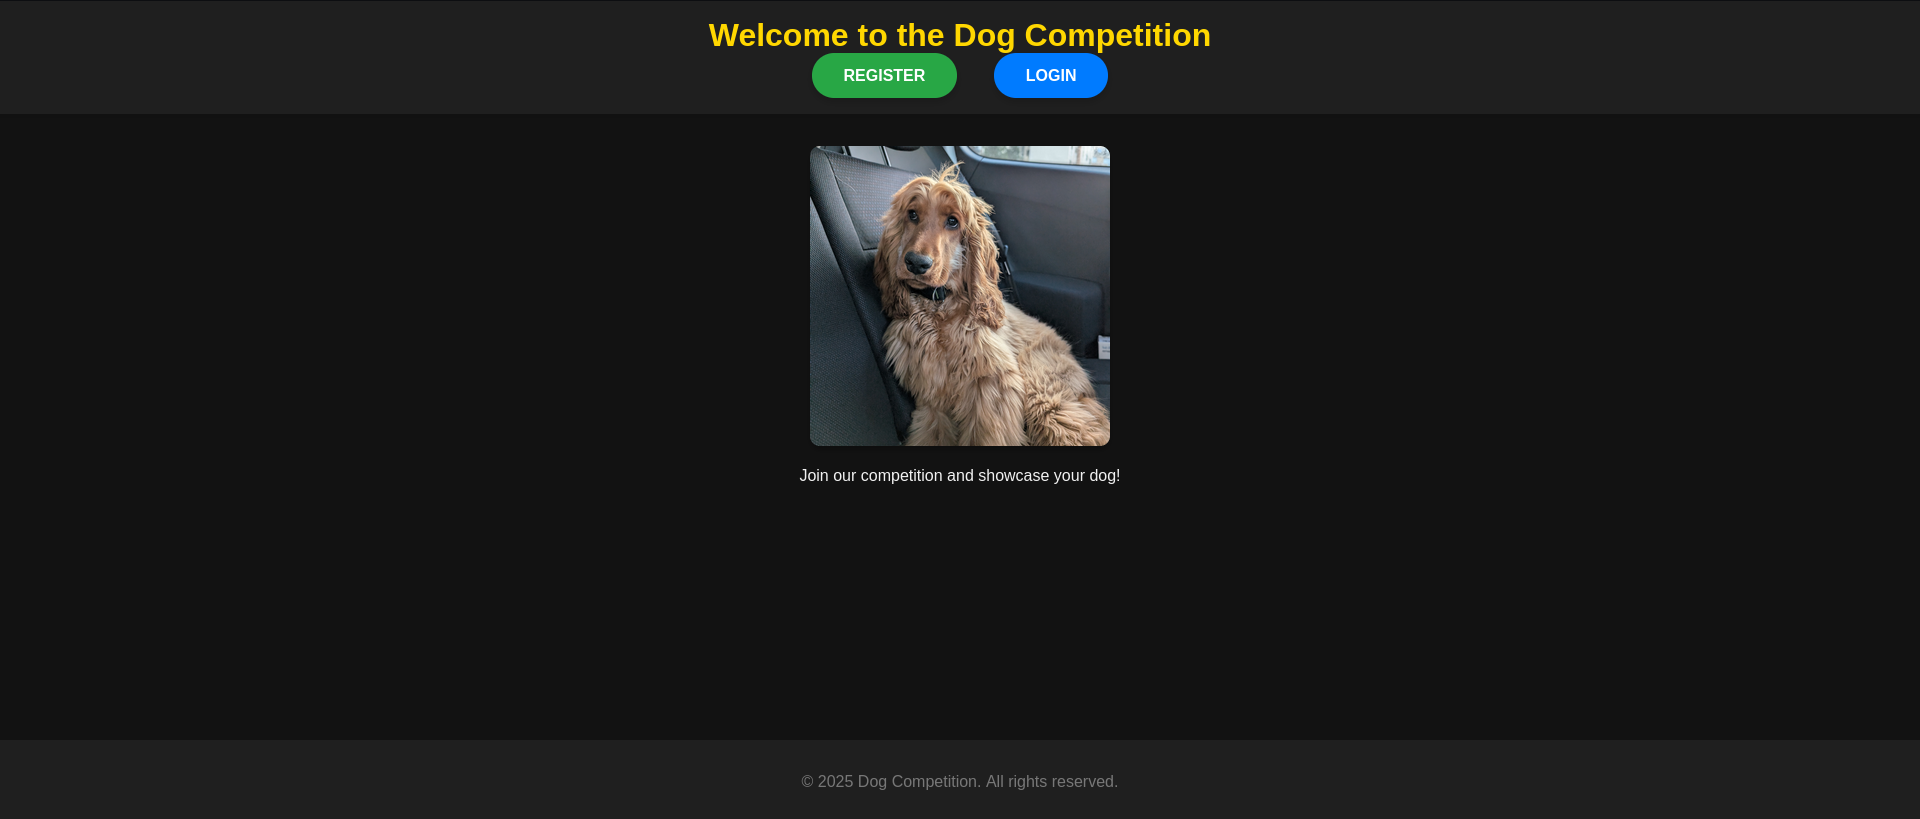 Welcome to the Dog Competition
REGISTER LOGIN
Join our competition and showcase your dog!
© 2025 Dog Competition. All rights reserved.